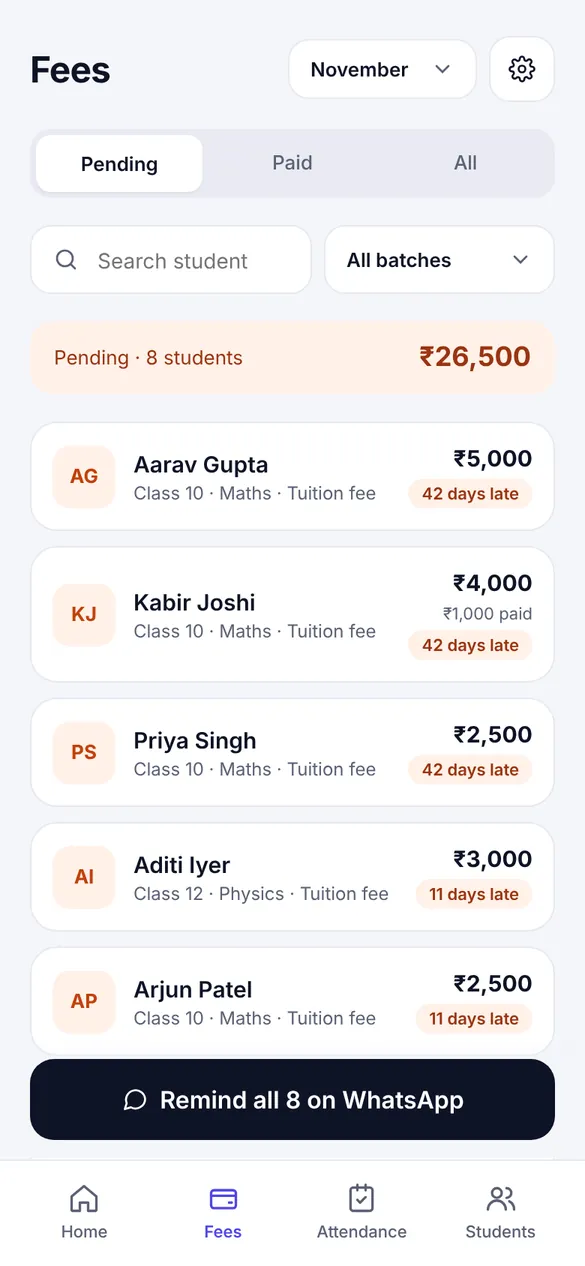 Fees
November
Pending
Paid
All
Search student
All batches
Pending · 8 students
₹26,500
AG
Aarav Gupta
Class 10 · Maths · Tuition fee
₹5,000
42 days late
KJ
Kabir Joshi
Class 10 · Maths · Tuition fee
₹4,000
₹1,000 paid
42 days late
PS
Priya Singh
Class 10 · Maths · Tuition fee
₹2,500
42 days late
AI
Aditi Iyer
Class 12 · Physics · Tuition fee
₹3,000
11 days late
AP
Arjun Patel
Class 10 · Maths · Tuition fee
₹2,500
11 days late
Remind all 8 on WhatsApp
Home
Fees
Attendance
Students